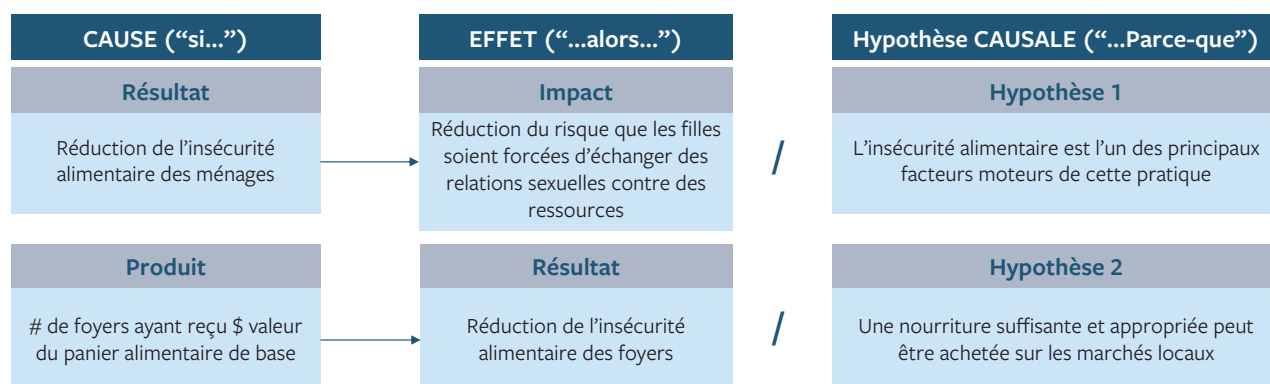 CAUSE (“si...”)
EFFET (“...alors...”)
Hypothèse CAUSALE (“...Parce-que”)
Résultat
Impact
Hypothèse 1
Réduction de l’insécurité
alimentaire des ménages
Réduction du risque que les filles
soient forcées d’échanger des
relations sexuelles contre des
ressources
/
L’insécurité alimentaire est l’un des principaux
facteurs moteurs de cette pratique
Produit
Résultat
Hypothèse 2
# de foyers ayant reçu $ valeur
du panier alimentaire de base
Réduction de l’insécurité
alimentaire des foyers
/
Une nourriture suffisante et appropriée peut
être achetée sur les marchés locaux